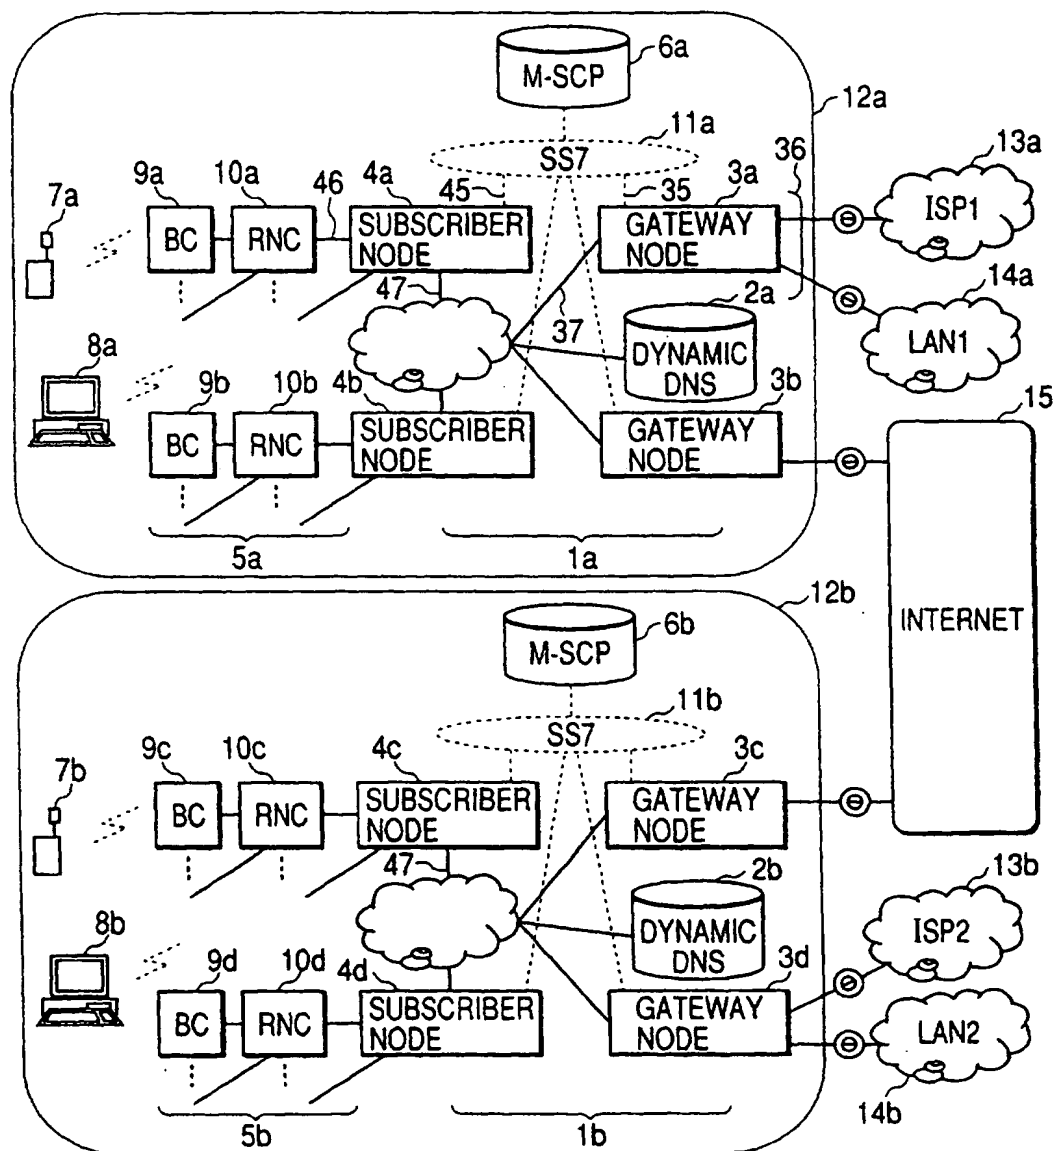 6a
M-SCP
12a
11a
SS7
36
13a
9a
10a
46
4a
45
35
3a
7a
BC
RNC
SUBSCRIBER
NODE
GATEWAY
NODE
ISP1
47
37
2a
14a
DYNAMIC
DNS
LAN1
8a
9b
10b
4b
3b
15
BC
RNC
SUBSCRIBER
NODE
GATEWAY
NODE
5a
1a
INTERNET
12b
6b
M-SCP
11b
SS7
9c
10c
4c
3c
7b
BC
RNC
SUBSCRIBER
NODE
GATEWAY
NODE
47
2b
13b
DYNAMIC
DNS
ISP2
8b
9d
10d
4d
3d
BC
RNC
SUBSCRIBER
NODE
GATEWAY
NODE
LAN2
14b
5b
1b